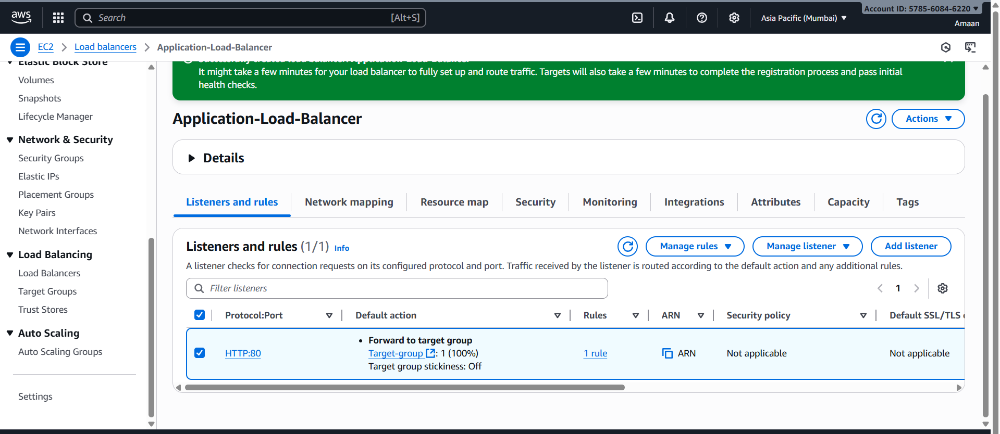 aws
Search
[Alt+S]
Asia Pacific (Mumbai)
Account ID: 5785-6084-6220
Amaan
EC2
Load balancers
Application-Load-Balancer
Elastic Block Store
Volumes
Snapshots
Lifecycle Manager
Network & Security
Security Groups
Elastic IPs
Placement Groups
Key Pairs
Network Interfaces
Load Balancing
Load Balancers
Target Groups
Trust Stores
Auto Scaling
Auto Scaling Groups
Settings
Successfully created load balancer: Application-Load-Balancer
It might take a few minutes for your load balancer to fully set up and route traffic. Targets will also take a few minutes to complete the registration process and pass initial
health checks.
Application-Load-Balancer
Actions
Details
Listeners and rules
Network mapping
Resource map
Security
Monitoring
Integrations
Attributes
Capacity
Tags
Listeners and rules (1/1) Info
Manage rules
Manage listener
Add listener
A listener checks for connection requests on its configured protocol and port. Traffic received by the listener is routed according to the default action and any additional rules.
Filter listeners
1
Protocol:Port
Default action
Rules
ARN
Security policy
Default SSL/TLS
HTTP:80
• Forward to target group
Target-group : 1 (100%)
Target group stickiness: Off
1 rule
ARN
Not applicable
Not applicable